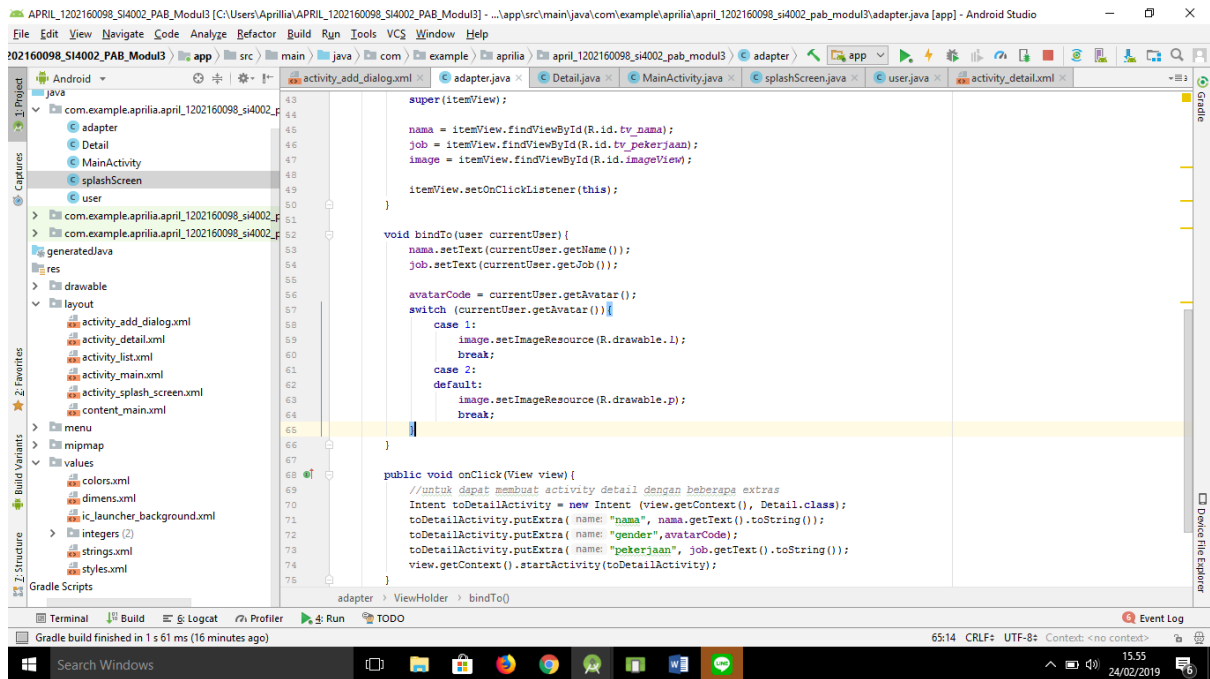 APRIL_1202160098_SI4002_PAB_Modul3 [C:\Users\Aprillia\APRIL_1202160098_SI4002_PAB_Modul3] - ...\app\src\main\java\com\example\aprilia\april_1202160098_si4002_pab_modul3\adapter.java [app] - Android Studio
File Edit View Navigate Code Analyze Refactor Build Run Tools VCS Window Help
202160098_SI4002_PAB_Modul3 app src main java com example aprilia april_1202160098_si4002_pab_modul3 adapter app
Android activity_add_dialog.xml adapter.java Detail.java MainActivity.java splashScreen.java user.java activity_detail.xml
1: Project
Captures
2: Favorites
Build Variants
7: Structure
java
com.example.aprilia.april_1202160098_si4002_p
adapter
Detail
MainActivity
splashScreen
user
com.example.aprilia.april_1202160098_si4002_p
com.example.aprilia.april_1202160098_si4002_p
generatedJava
res
drawable
layout
activity_add_dialog.xml
activity_detail.xml
activity_list.xml
activity_main.xml
activity_splash_screen.xml
content_main.xml
menu
mipmap
values
colors.xml
dimens.xml
ic_launcher_background.xml
integers (2)
strings.xml
styles.xml
Gradle Scripts
43 super(itemView);
44
45 nama = itemView.findViewById(R.id.tv_nama);
46 job = itemView.findViewById(R.id.tv_pekerjaan);
47 image = itemView.findViewById(R.id.imageView);
48
49 itemView.setOnClickListener(this);
50 }
51
52 void bindTo(user currentUser){
53 nama.setText(currentUser.getName());
54 job.setText(currentUser.getJob());
55
56 avatarCode = currentUser.getAvatar();
57 switch (currentUser.getAvatar()){
58 case 1:
59 image.setImageResource(R.drawable.l);
60 break;
61 case 2:
62 default:
63 image.setImageResource(R.drawable.p);
64 break;
65 }
66 }
67
68 public void onClick(View view){
69 //untuk dapat membuat activity detail dengan beberapa extras
70 Intent toDetailActivity = new Intent (view.getContext(), Detail.class);
71 toDetailActivity.putExtra( name: "nama", nama.getText().toString());
72 toDetailActivity.putExtra( name: "gender",avatarCode);
73 toDetailActivity.putExtra( name: "pekerjaan", job.getText().toString());
74 view.getContext().startActivity(toDetailActivity);
75 }
adapter > ViewHolder > bindTo()
Gradle
Device File Explorer
Terminal Build 6: Logcat Profiler 4: Run TODO 6 Event Log
Gradle build finished in 1 s 61 ms (16 minutes ago) 65:14 CRLF UTF-8 Context: <no context>
Search Windows
15.55
24/02/2019
6